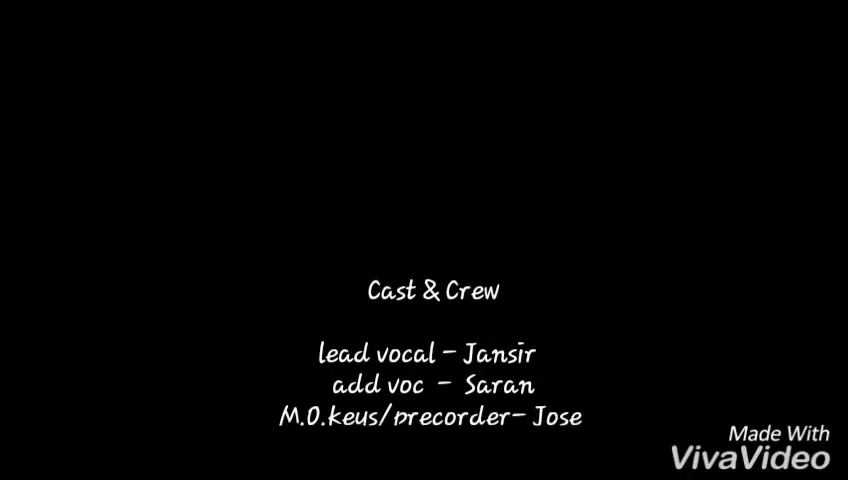 Cast & Crew
lead vocal - Jansir
add voc - Saran
M.O.keus/precorder- Jose
Made With
VivaVideo